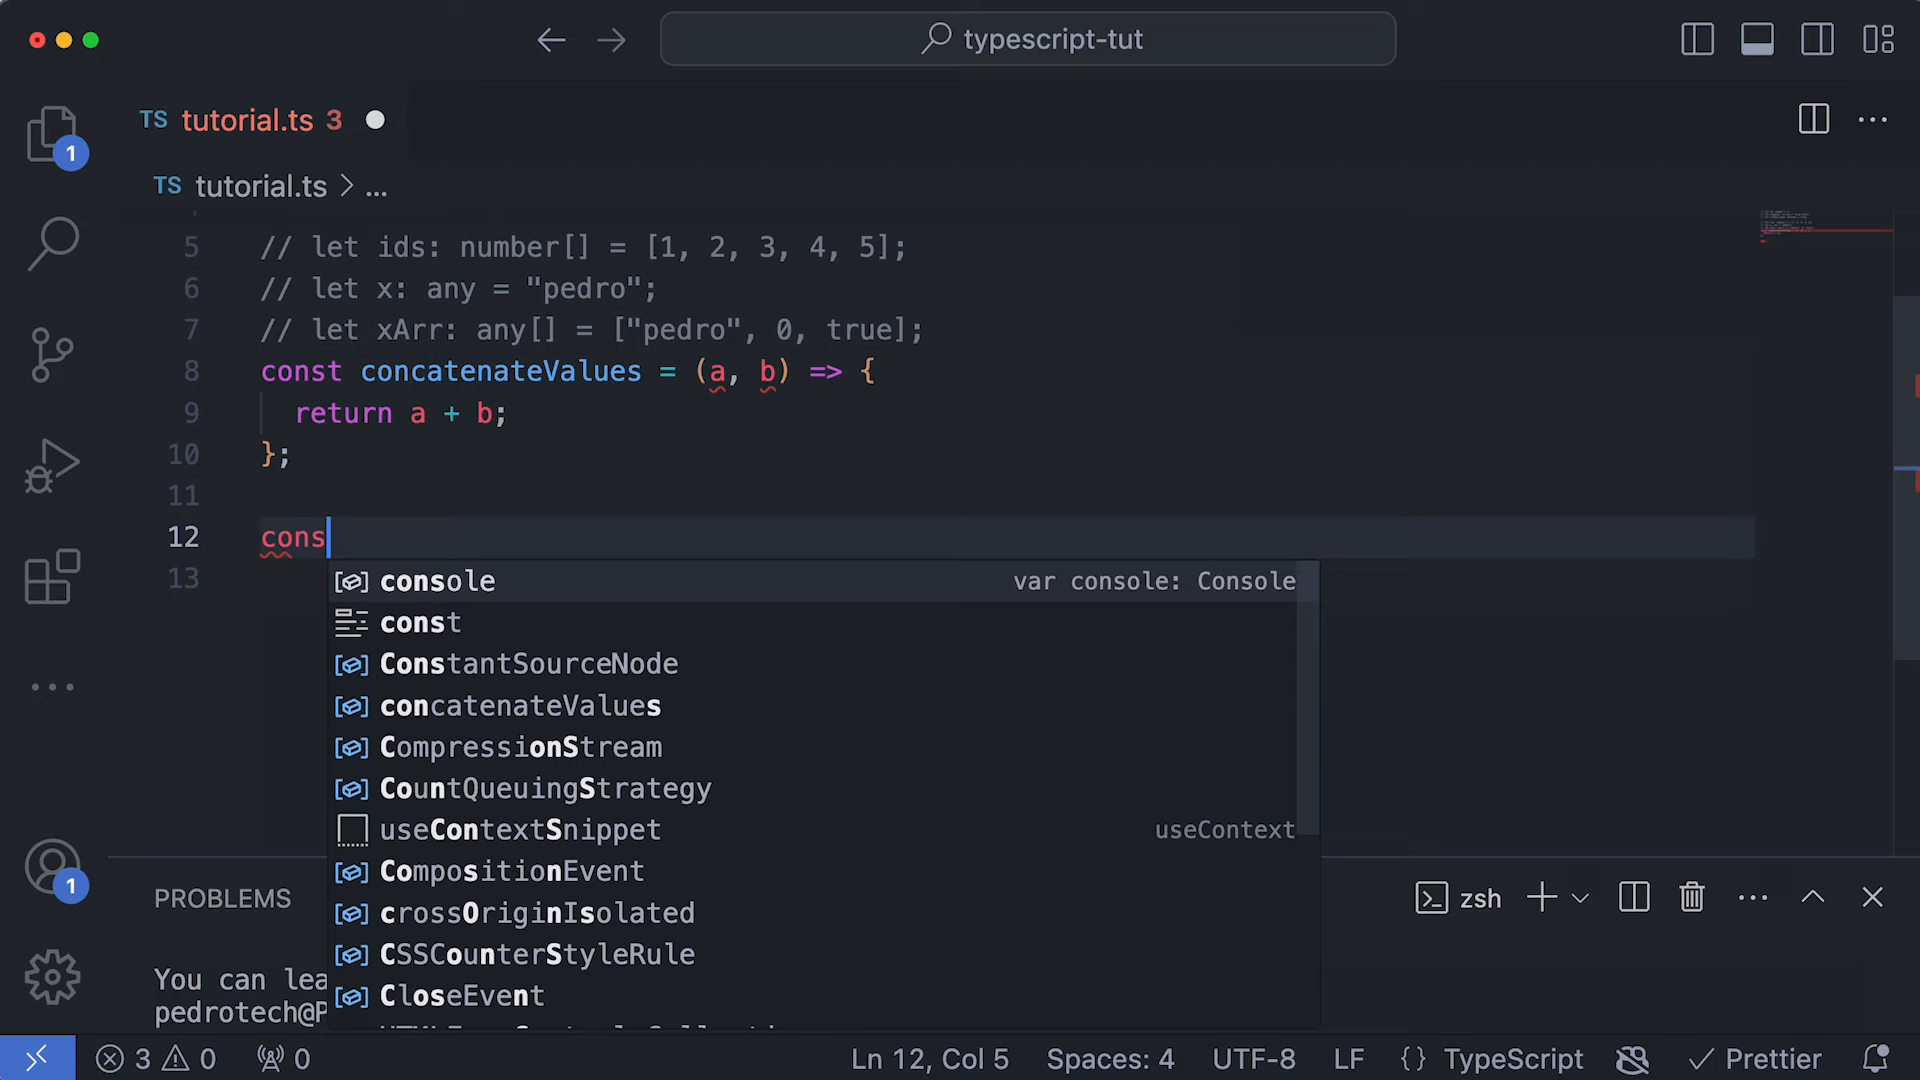 typescript-tut
TS tutorial.ts 3
1
TS tutorial.ts > ...
5 // let ids: number[] = [1, 2, 3, 4, 5];
6 // let x: any = "pedro";
7 // let xArr: any[] = ["pedro", 0, true];
8 const concatenateValues = (a, b) => {
9 return a + b;
10 };
11
12 cons
13
console var console: Console
const
ConstantSourceNode
concatenateValues
CompressionStream
CountQueuingStrategy
useContextSnippet useContext
CompositionEvent
crossOriginIsolated
CSSCounterStyleRule
CloseEvent
1
PROBLEMS
zsh
You can lea
pedrotech@P
3 0 0
Ln 12, Col 5 Spaces: 4 UTF-8 LF {} TypeScript Prettier